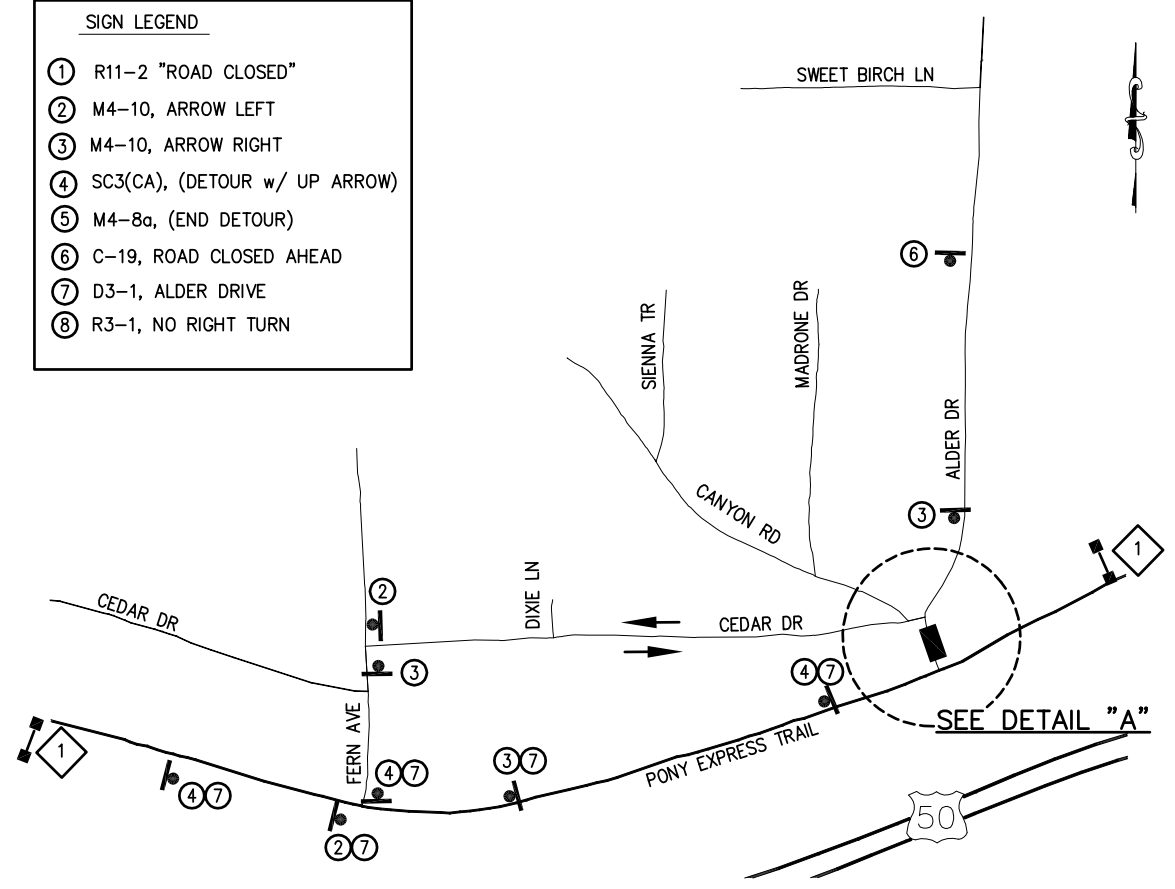 SIGN LEGEND
1 R11-2 "ROAD CLOSED"
2 M4-10, ARROW LEFT
3 M4-10, ARROW RIGHT
4 SC3(CA), (DETOUR w/ UP ARROW)
5 M4-8a, (END DETOUR)
6 C-19, ROAD CLOSED AHEAD
7 D3-1, ALDER DRIVE
8 R3-1, NO RIGHT TURN
SWEET BIRCH LN
6
SIENNA TR
MADRONE DR
ALDER DR
CANYON RD
3
1
2
DIXIE LN
CEDAR DR
CEDAR DR
3
4 7
SEE DETAIL "A"
1
FERN AVE
PONY EXPRESS TRAIL
4 7
4 7
3 7
2 7
50